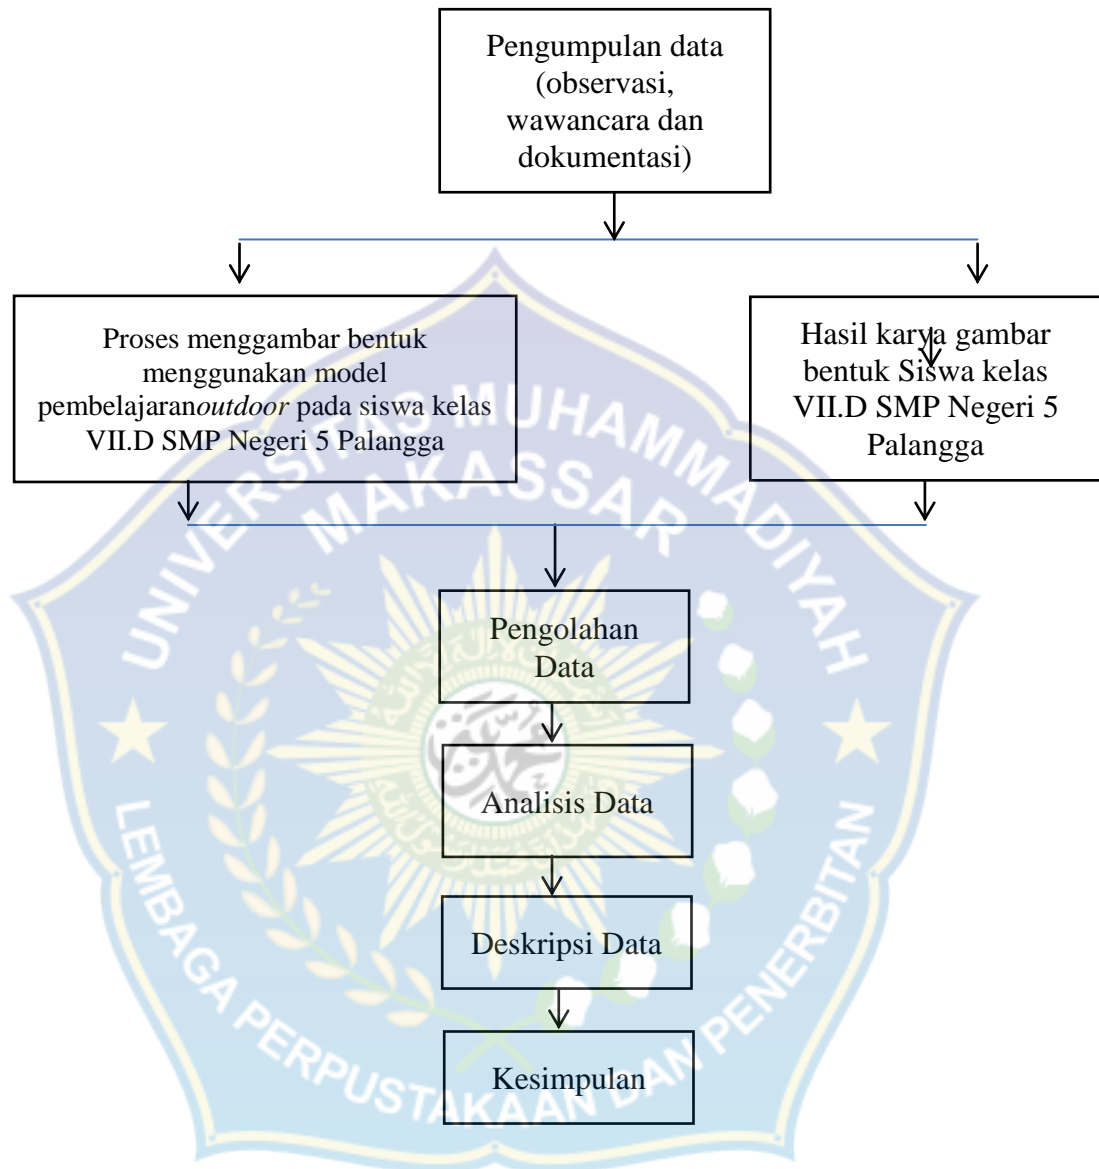 Pengumpulan data
(observasi,
wawancara dan
dokumentasi)
Proses menggambar bentuk
menggunakan model
pembelajaranoutdoor pada siswa kelas
VII.D SMP Negeri 5 Palangga
Hasil karya gambar
bentuk Siswa kelas
VII.D SMP Negeri 5
Palangga
UNIVERSITAS MUHAMMADIYAH
MAKASSAR
Pengolahan
Data
Analisis Data
Deskripsi Data
Kesimpulan
LEMBAGA PERPUSTAKAAN DAN PENERBITAN